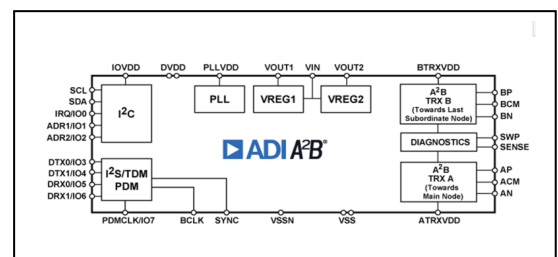 IOVDD DVDD PLLVDD VOUT1 VIN VOUT2 BTRXVDD
SCL
SDA
IRQ/IO0
ADR1/IO1
ADR2/IO2
I²C
PLL
VREG1
VREG2
A²B
TRX B
(Towards Last
Subordinate Node)
BP
BCM
BN
DIAGNOSTICS
SWP
SENSE
ADI A²B®
DTX0/IO3
DTX1/IO4
DRX0/IO5
DRX1/IO6
I²S/TDM
PDM
A²B
TRX A
(Towards
Main Node)
AP
ACM
AN
PDMCLK/IO7 BCLK SYNC VSSN VSS ATRXVDD